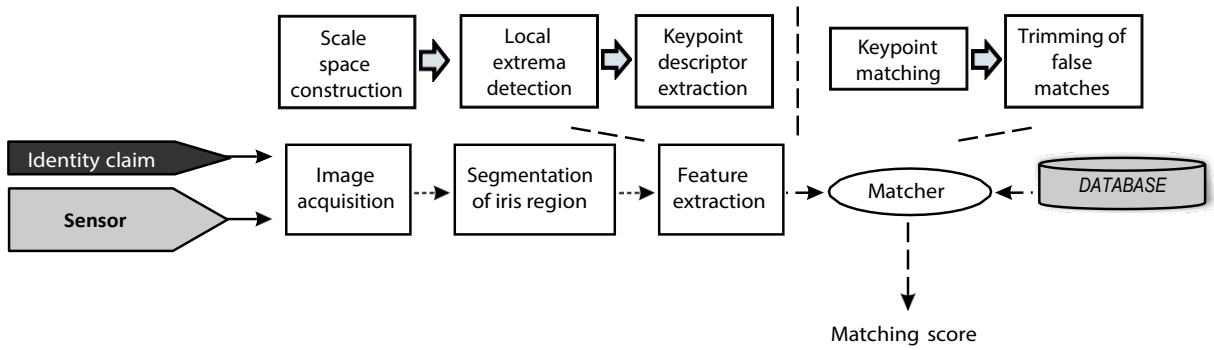 Scale
space
construction
Local
extrema
detection
Keypoint
descriptor
extraction
Keypoint
matching
Trimming of
false
matches
Identity claim
Sensor
Image
acquisition
Segmentation
of iris region
Feature
extraction
Matcher
DATABASE
Matching score